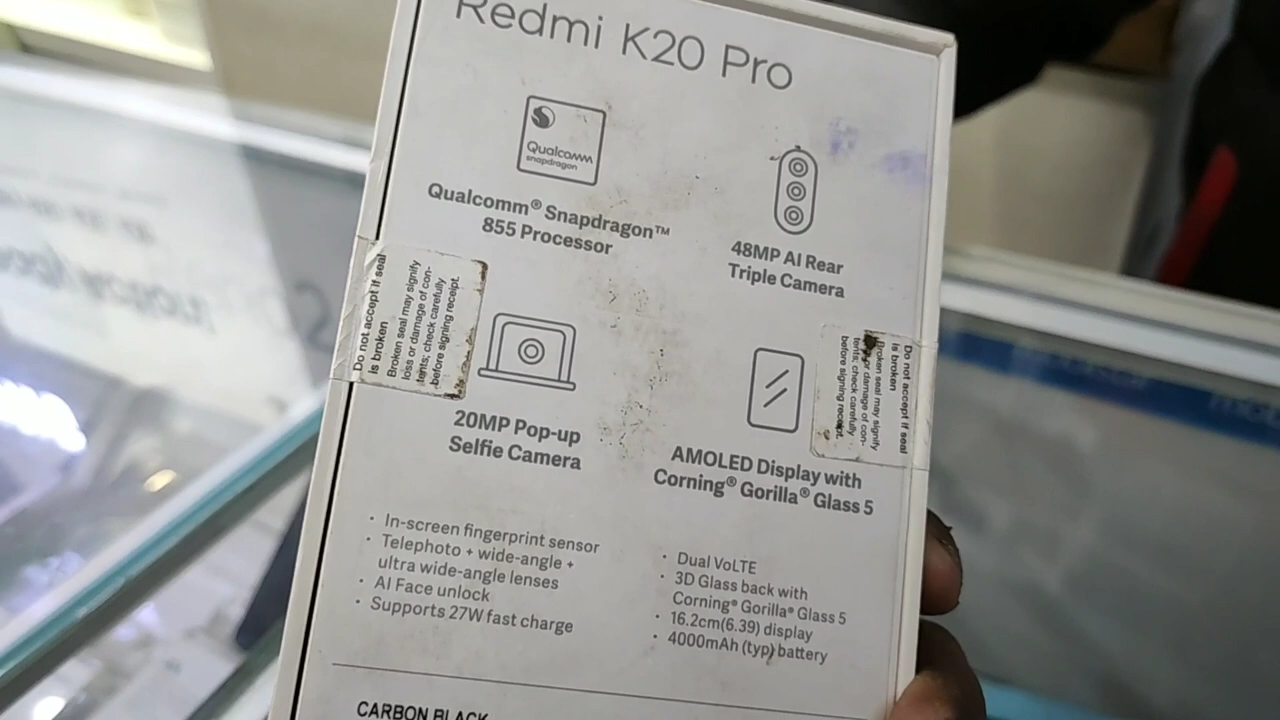 Redmi K20 Pro
Qualcomm
snapdragon
Qualcomm® Snapdragon™
855 Processor
48MP AI Rear
Triple Camera
Do not accept if seal
is broken
Broken seal may signify
loss or damage of con-
tents; check carefully
before signing receipt.
20MP Pop-up
Selfie Camera
AMOLED Display with
Corning® Gorilla® Glass 5
Do not accept if seal
is broken
Broken seal may signify
or damage of con-
tents; check carefully
before signing receipt.
• In-screen fingerprint sensor
• Telephoto + wide-angle +
ultra wide-angle lenses
• AI Face unlock
• Supports 27W fast charge
• Dual VoLTE
• 3D Glass back with
Corning® Gorilla® Glass 5
• 16.2cm(6.39) display
• 4000mAh (typ) battery
CARBON BLACK